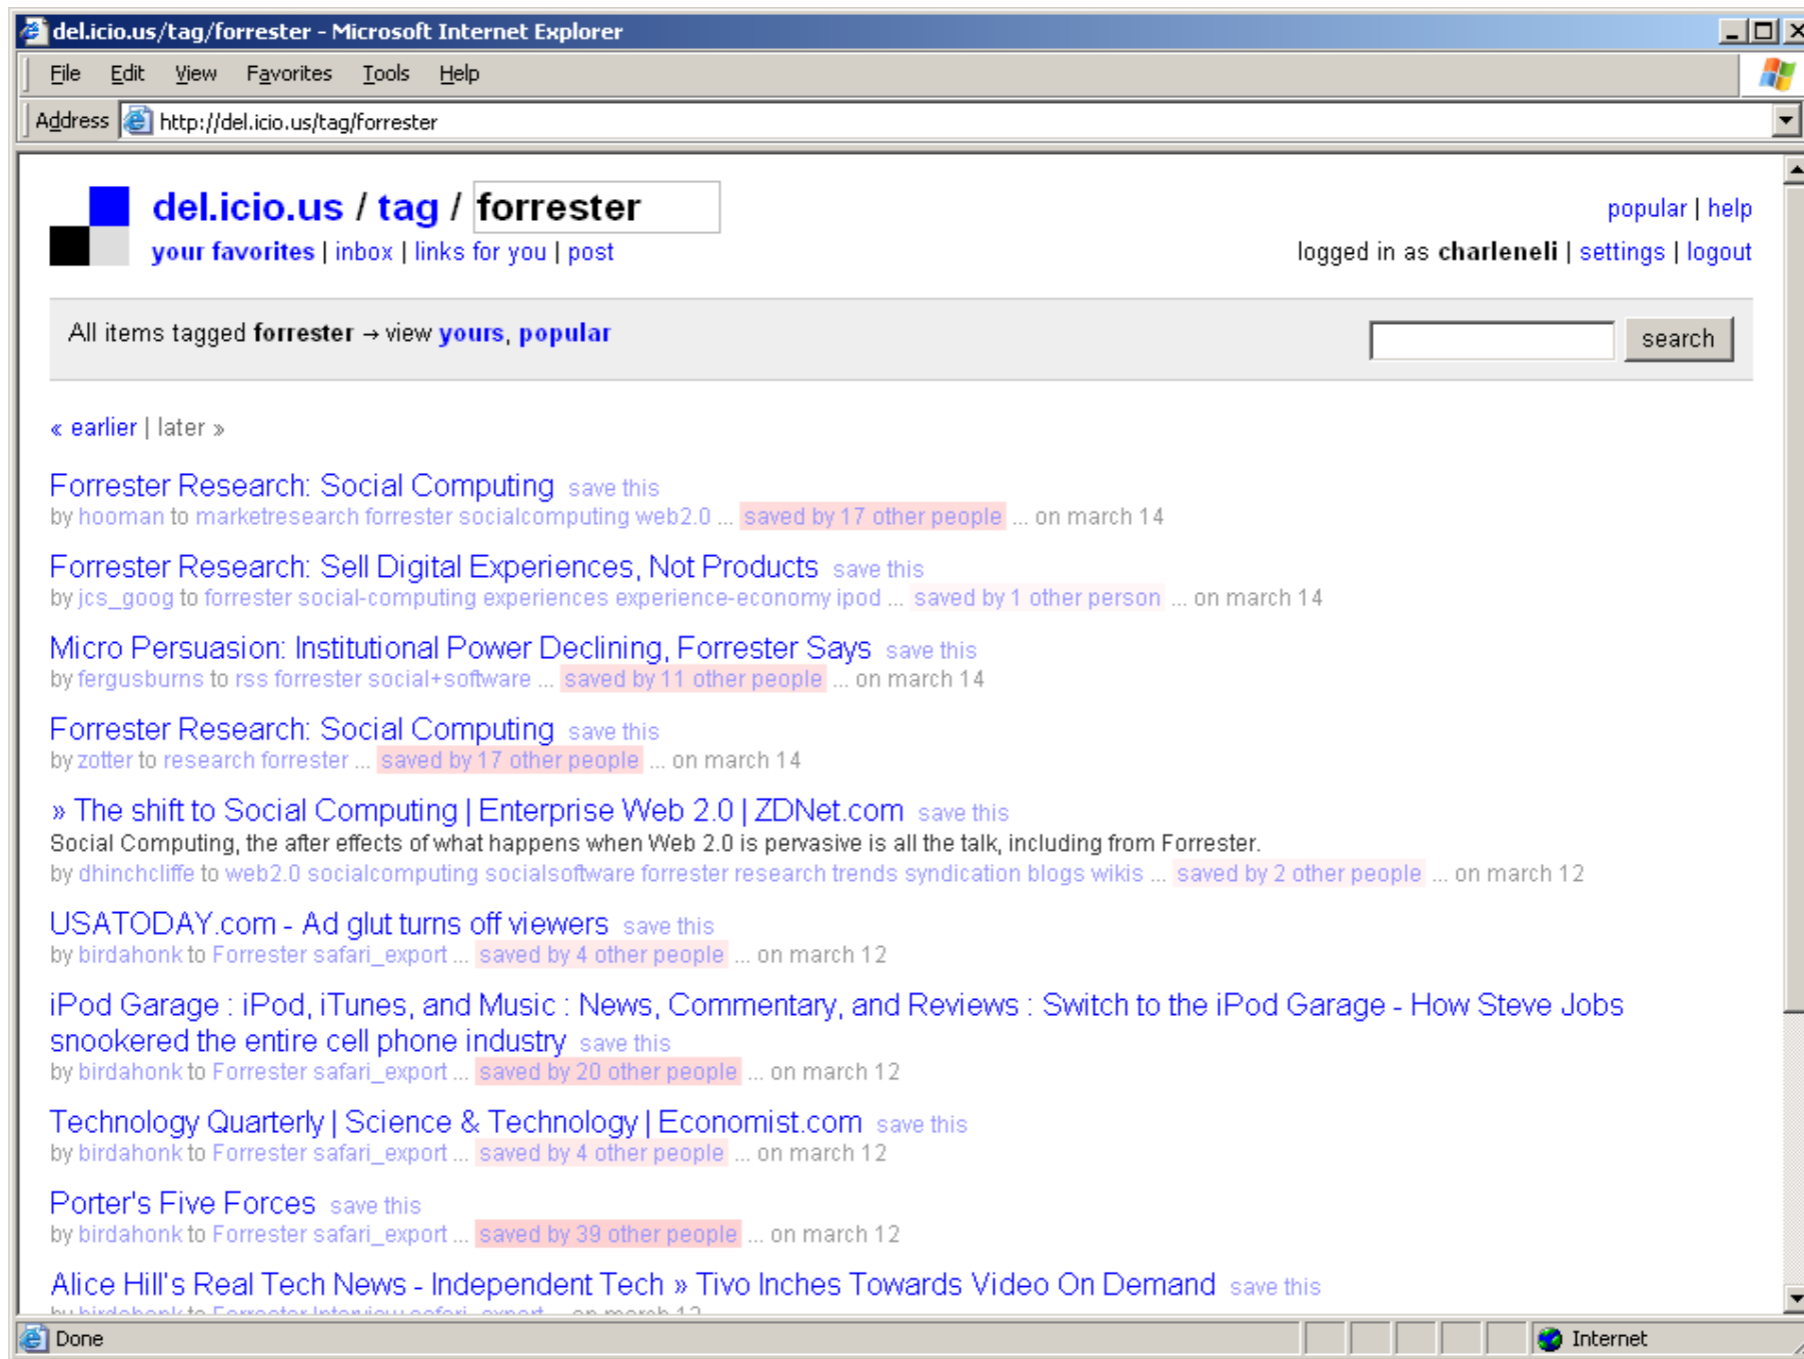 del.icio.us/tag/forrester - Microsoft Internet Explorer
File Edit View Favorites Tools Help
Address http://del.icio.us/tag/forrester
del.icio.us / tag / forrester
popular | help
your favorites | inbox | links for you | post
logged in as charleneli | settings | logout
All items tagged forrester → view yours, popular
search
« earlier | later »
Forrester Research: Social Computing save this
by hooman to marketresearch forrester socialcomputing web2.0 ... saved by 17 other people ... on march 14
Forrester Research: Sell Digital Experiences, Not Products save this
by jcs_goog to forrester social-computing experiences experience-economy ipod ... saved by 1 other person ... on march 14
Micro Persuasion: Institutional Power Declining, Forrester Says save this
by fergusburns to rss forrester social+software ... saved by 11 other people ... on march 14
Forrester Research: Social Computing save this
by zotter to research forrester ... saved by 17 other people ... on march 14
» The shift to Social Computing | Enterprise Web 2.0 | ZDNet.com save this
Social Computing, the after effects of what happens when Web 2.0 is pervasive is all the talk, including from Forrester.
by dhinchcliffe to web2.0 socialcomputing socialsoftware forrester research trends syndication blogs wikis ... saved by 2 other people ... on march 12
USATODAY.com - Ad glut turns off viewers save this
by birdahonk to Forrester safari_export ... saved by 4 other people ... on march 12
iPod Garage : iPod, iTunes, and Music : News, Commentary, and Reviews : Switch to the iPod Garage - How Steve Jobs
snookered the entire cell phone industry save this
by birdahonk to Forrester safari_export ... saved by 20 other people ... on march 12
Technology Quarterly | Science & Technology | Economist.com save this
by birdahonk to Forrester safari_export ... saved by 4 other people ... on march 12
Porter's Five Forces save this
by birdahonk to Forrester safari_export ... saved by 39 other people ... on march 12
Alice Hill's Real Tech News - Independent Tech » Tivo Inches Towards Video On Demand save this
by birdahonk to Forrester Interview safari_export ... on march 12
Done
Internet